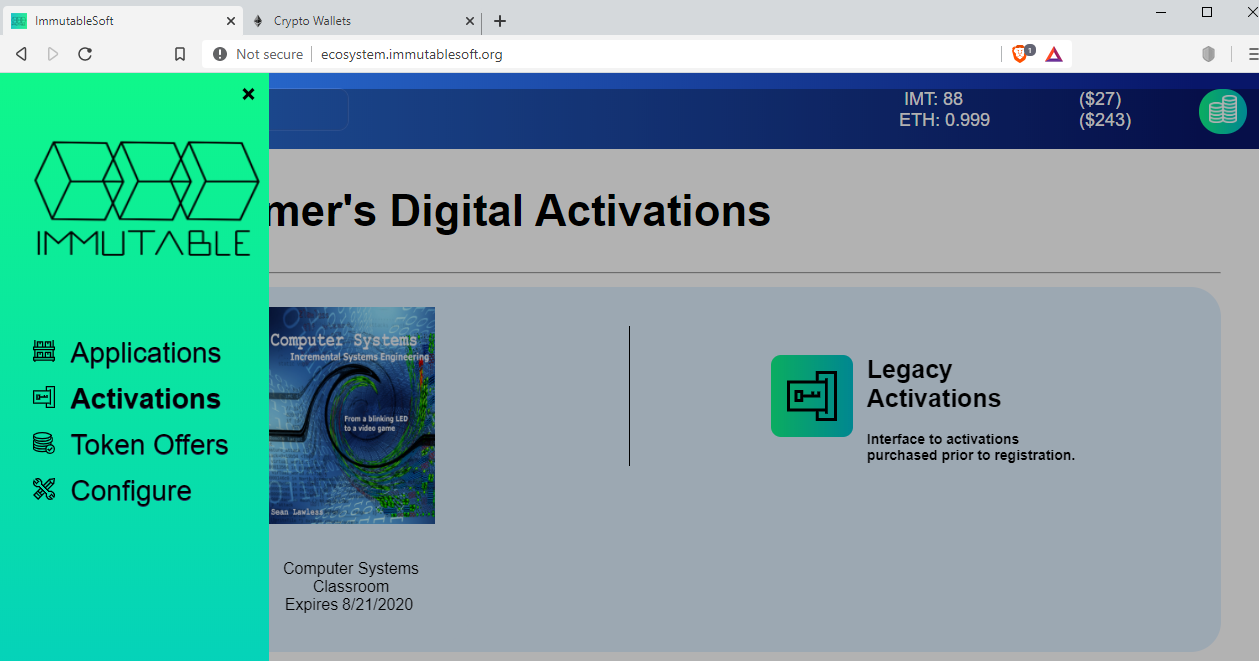 ImmutableSoft
Crypto Wallets
Not secure
ecosystem.immutablesoft.org
1
IMT: 88 ($27)
ETH: 0.999 ($243)
IMMUTABLE
Applications
Activations
Token Offers
Configure
mer's Digital Activations
Computer Systems
Incremental Systems Engineering
From a blinking LED
to a video game
Sean Lawless
Computer Systems
Classroom
Expires 8/21/2020
Legacy
Activations
Interface to activations
purchased prior to registration.